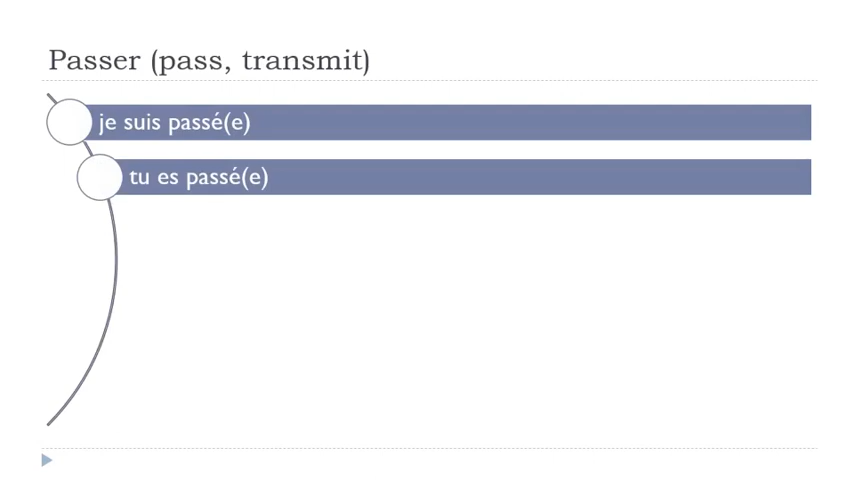 Passer (pass, transmit)
je suis passé(e)
tu es passé(e)